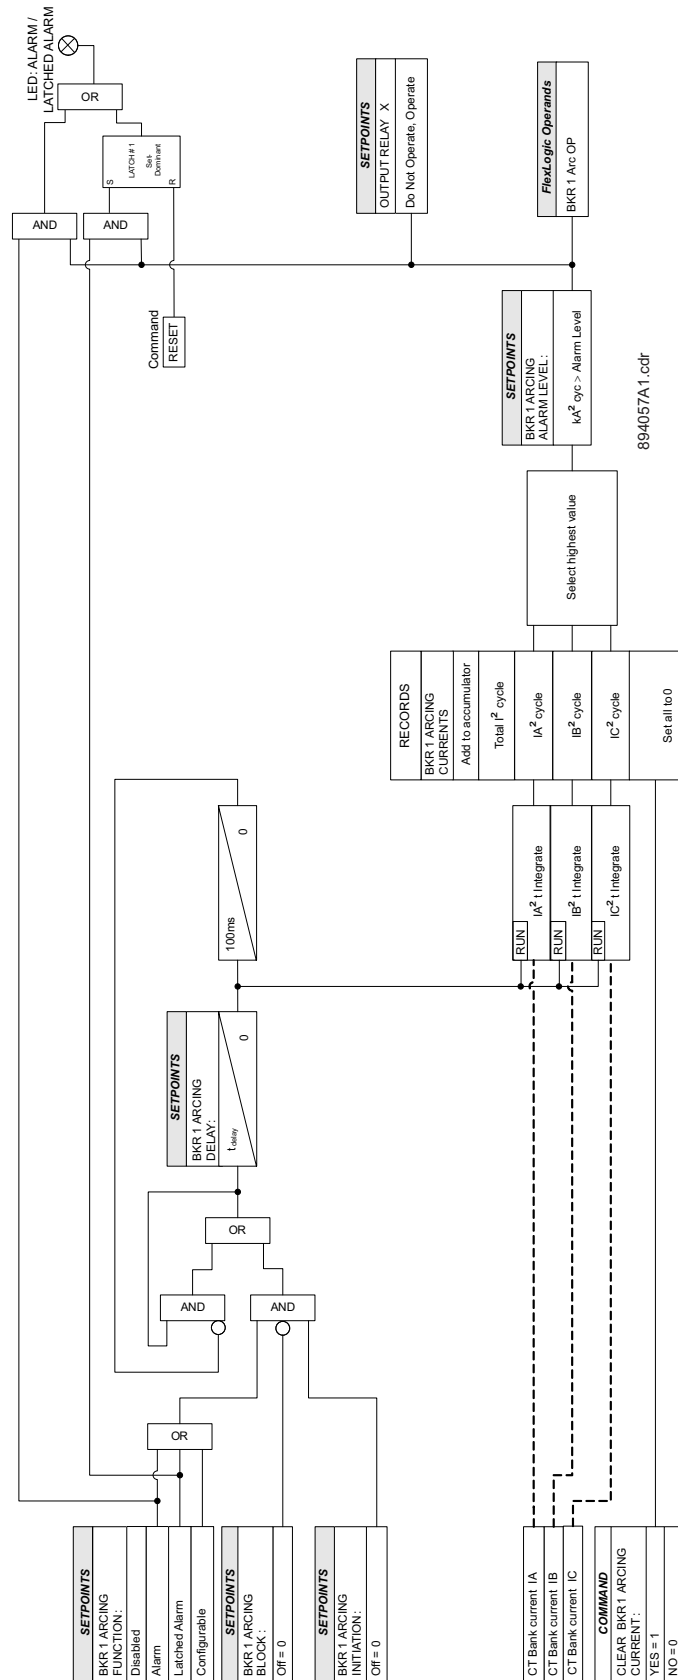 SETPOINTS
BKR 1 ARCING
FUNCTION:
Disabled
Alarm
Latched Alarm
Configurable
SETPOINTS
BKR 1 ARCING
BLOCK:
Off = 0
SETPOINTS
BKR 1 ARCING
INITIATION:
Off = 0
CT Bank current IA
CT Bank current IB
CT Bank current IC
COMMAND
CLEAR BKR 1 ARCING
CURRENT:
YES = 1
NO = 0
OR
AND
AND
OR
SETPOINTS
BKR 1 ARCING
DELAY:
t delay
0
100ms
0
RUN
IA² t Integrate
RUN
IB² t Integrate
RUN
IC² t Integrate
RECORDS
BKR 1 ARCING
CURRENTS
Add to accumulator
Total I² cycle
IA² cycle
IB² cycle
IC² cycle
Set all to 0
Select highest value
SETPOINTS
BKR 1 ARCING
ALARM LEVEL:
kA² cyc > Alarm Level
Command
RESET
AND
AND
S
LATCH # 1
Set-
Dominant
R
OR
LED: ALARM /
LATCHED ALARM
SETPOINTS
OUTPUT RELAY X
Do Not Operate, Operate
FlexLogic Operands
BKR 1 Arc OP
894057A1.cdr